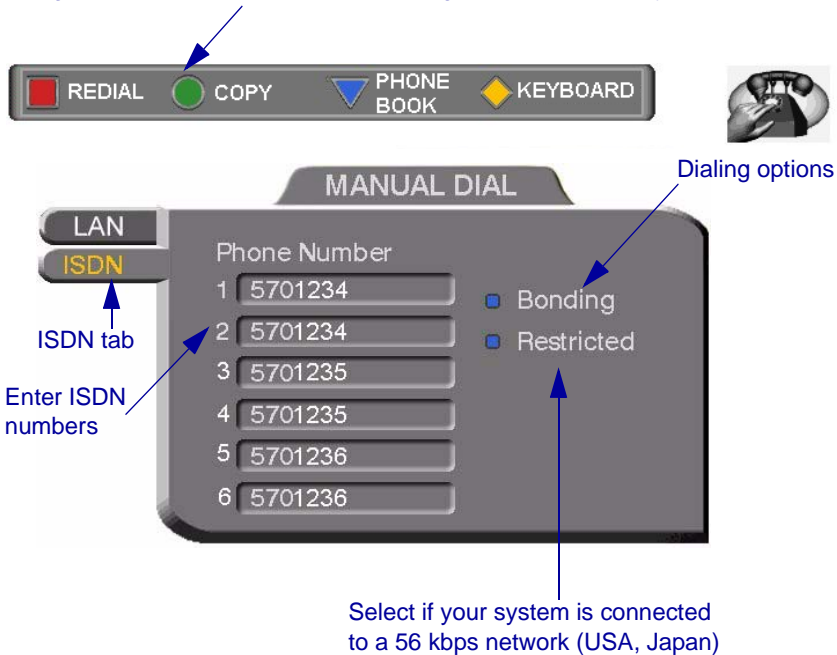 REDIAL COPY PHONE BOOK KEYBOARD
Dialing options
MANUAL DIAL
LAN
ISDN
ISDN tab
Enter ISDN
numbers
Phone Number
1 5701234
2 5701234
3 5701235
4 5701235
5 5701236
6 5701236
Bonding
Restricted
Select if your system is connected
to a 56 kbps network (USA, Japan)